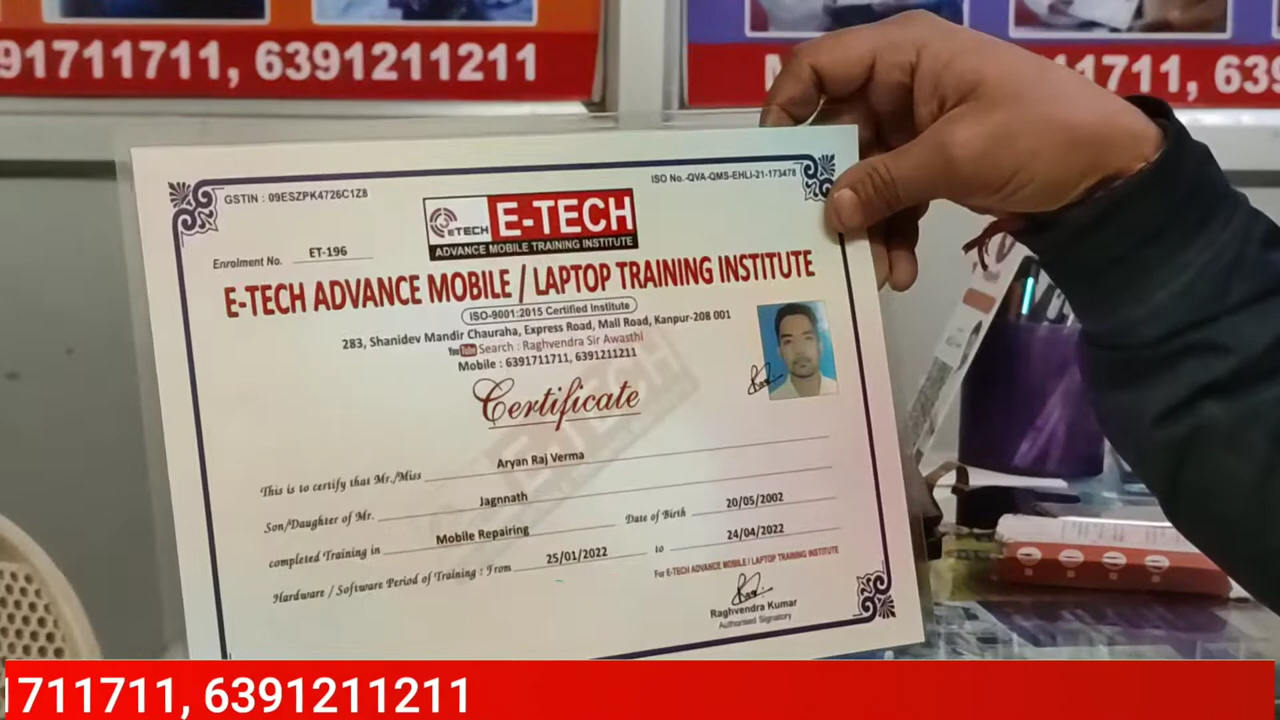 91711711, 6391211211
1711, 63
GSTIN : 09ESZPK4726C1Z8
ISO No.-QVA-QMS-EHLI-21-173478
ETECH E-TECH
ADVANCE MOBILE TRAINING INSTITUTE
Enrolment No. ET-196
E-TECH ADVANCE MOBILE / LAPTOP TRAINING INSTITUTE
ISO-9001:2015 Certified Institute
283, Shanidev Mandir Chauraha, Express Road, Mall Road, Kanpur-208 001
You Tube Search : Raghvendra Sir Awasthi
Mobile : 6391711711, 6391211211
Certificate
This is to certify that Mr./Miss Aryan Raj Verma
Son/Daughter of Mr. Jagnnath
completed Training in Mobile Repairing Date of Birth 20/05/2002
Hardware / Software Period of Training : From 25/01/2022 to 24/04/2022
For E-TECH ADVANCE MOBILE / LAPTOP TRAINING INSTITUTE
Raghvendra Kumar
Authorised Signatory
711711, 6391211211